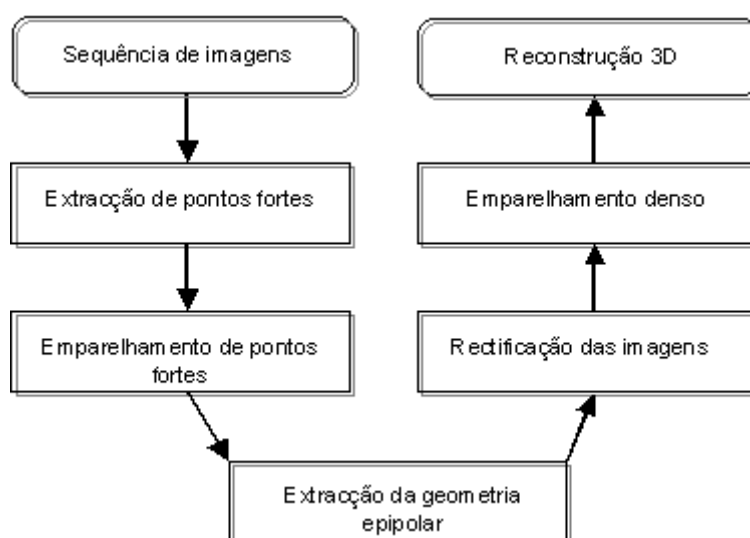 Sequência de imagens
Extracção de pontos fortes
Emparelhamento de pontos
fortes
Extracção da geometria
epipolar
Rectificação das imagens
Emparelhamento denso
Reconstrução 3D